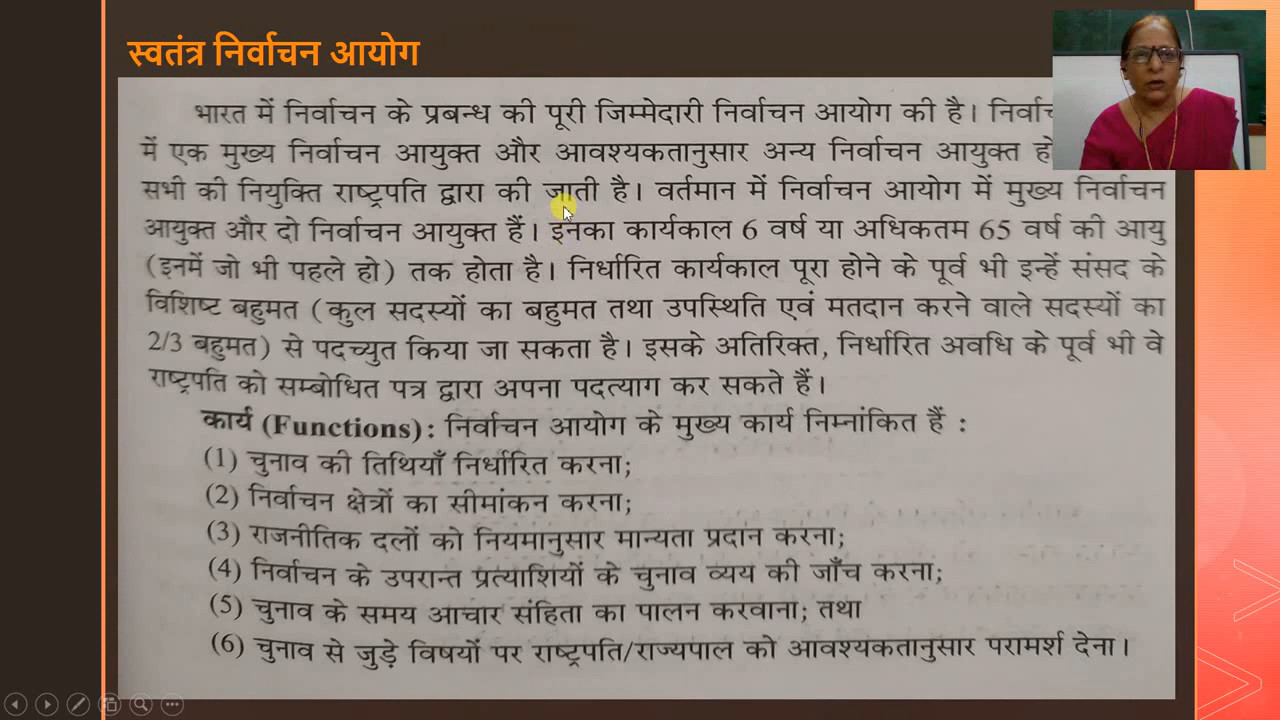 स्वतंत्र निर्वाचन आयोग
भारत में निर्वाचन के प्रबन्ध की पूरी जिम्मेदारी निर्वाचन आयोग की है।
में एक मुख्य निर्वाचन आयुक्त और आवश्यकतानुसार अन्य निर्वाचन आयुक्त
सभी की नियुक्ति राष्ट्रपति द्वारा की जाती है। वर्तमान में निर्वाचन आयोग में मुख्य निर्वाचन
आयुक्त और दो निर्वाचन आयुक्त हैं। इनका कार्यकाल 6 वर्ष या अधिकतम 65 वर्ष की आयु
(इनमें जो भी पहले हो) तक होता है। निर्धारित कार्यकाल पूरा होने के पूर्व भी इन्हें संसद के
विशिष्ट बहुमत (कुल सदस्यों का बहुमत तथा उपस्थिति एवं मतदान करने वाले सदस्यों का
2/3 बहुमत) से पदच्युत किया जा सकता है। इसके अतिरिक्त, निर्धारित अवधि के पूर्व भी वे
राष्ट्रपति को सम्बोधित पत्र द्वारा अपना पदत्याग कर सकते हैं।
कार्य (Functions): निर्वाचन आयोग के मुख्य कार्य निम्नांकित हैं :
(1) चुनाव की तिथियाँ निर्धारित करना;
(2) निर्वाचन क्षेत्रों का सीमांकन करना;
(3) राजनीतिक दलों को नियमानुसार मान्यता प्रदान करना;
(4) निर्वाचन के उपरान्त प्रत्याशियों के चुनाव व्यय की जाँच करना;
(5) चुनाव के समय आचार संहिता का पालन करवाना; तथा
(6) चुनाव से जुड़े विषयों पर राष्ट्रपति/राज्यपाल को आवश्यकतानुसार परामर्श देना।